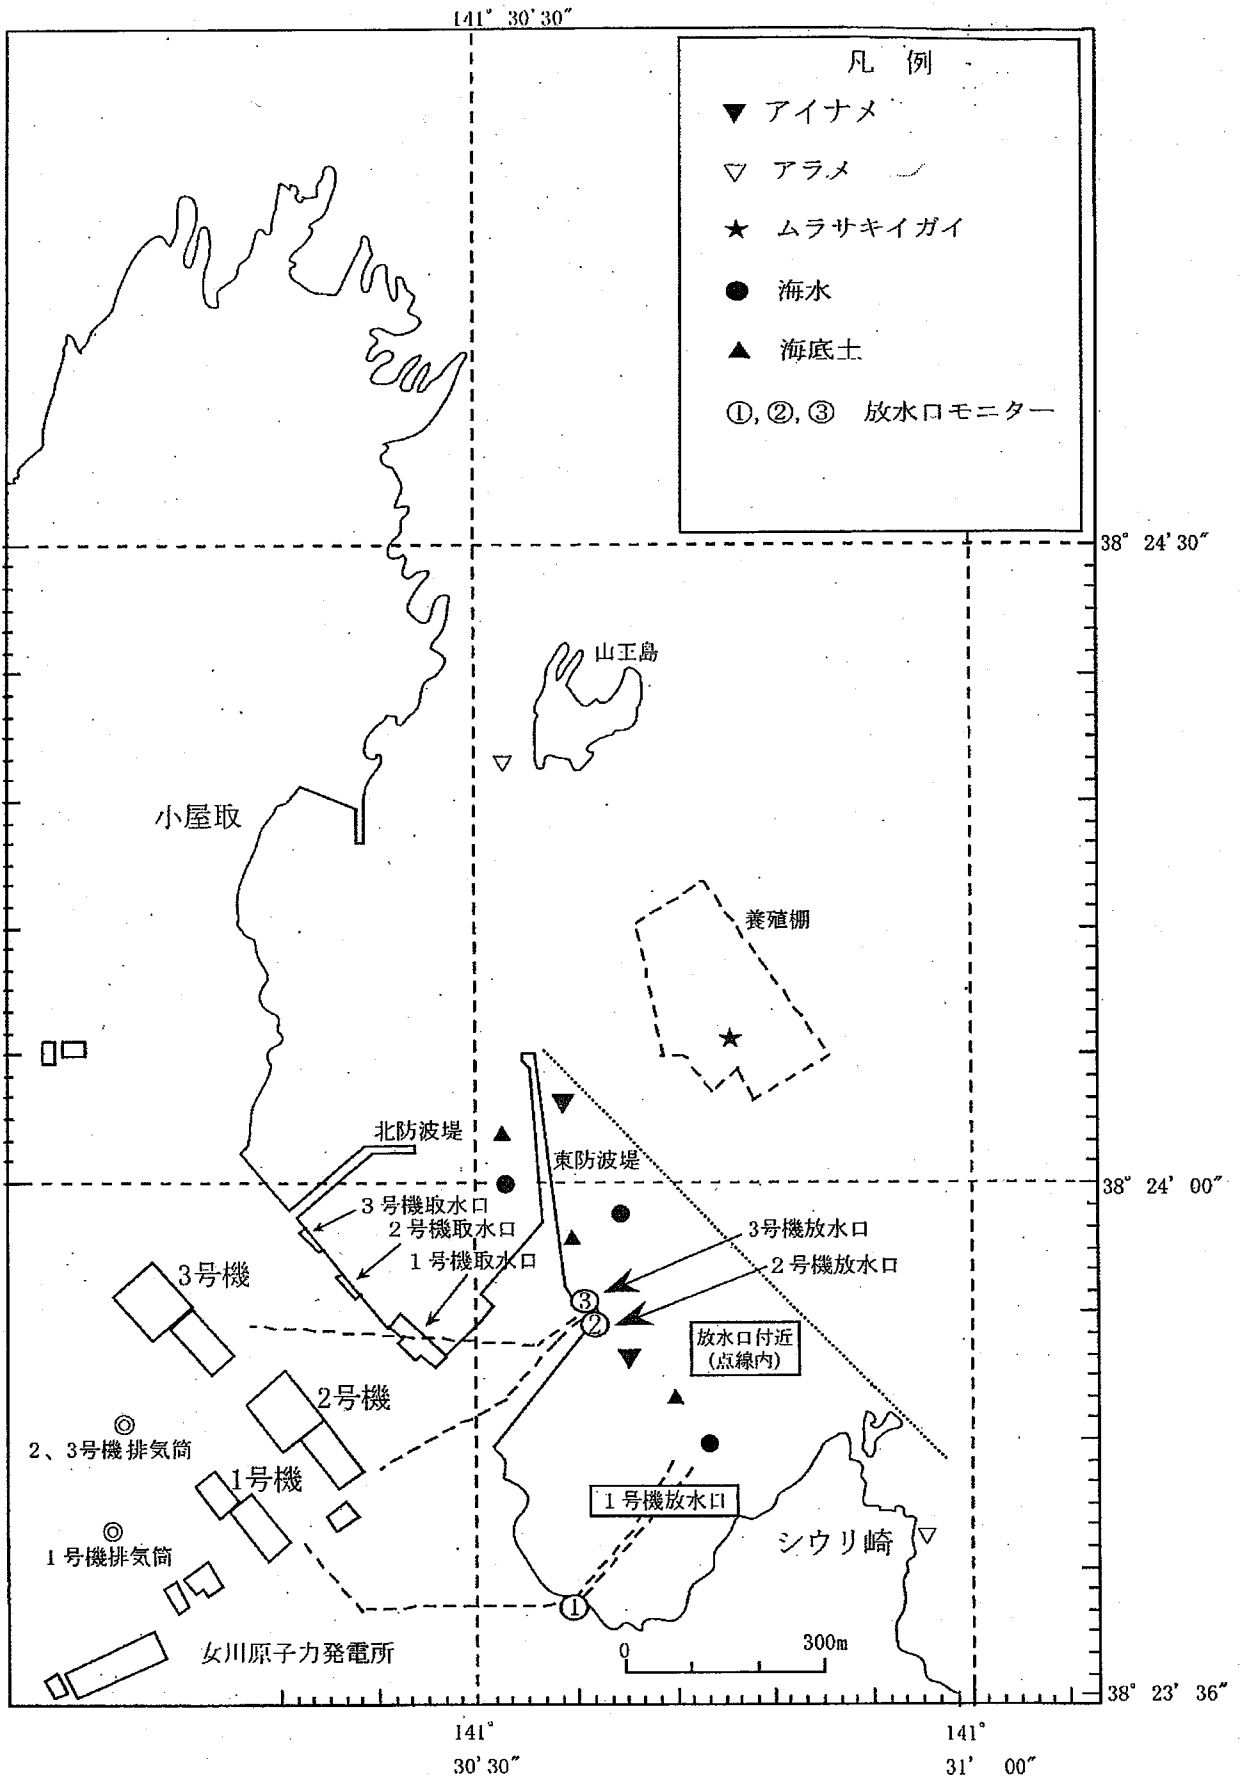 141° 30′30″
凡 例
▼ アイナメ
▽ アラメ
★ ムラサキイガイ
● 海水
▲ 海底土
①,②,③ 放水口モニター
38° 24′30″
山王島
小屋取
養殖棚
北防波堤
東防波堤
38° 24′00″
3号機取水口
2号機取水口
1号機取水口
3号機放水口
2号機放水口
3号機
③
②
放水口付近
(点線内)
2号機
2、3号機排気筒
1号機
1号機放水口
シウリ崎
1号機排気筒
①
女川原子力発電所
0 300m
38° 23′36″
141°
30′30″
141°
31′00″